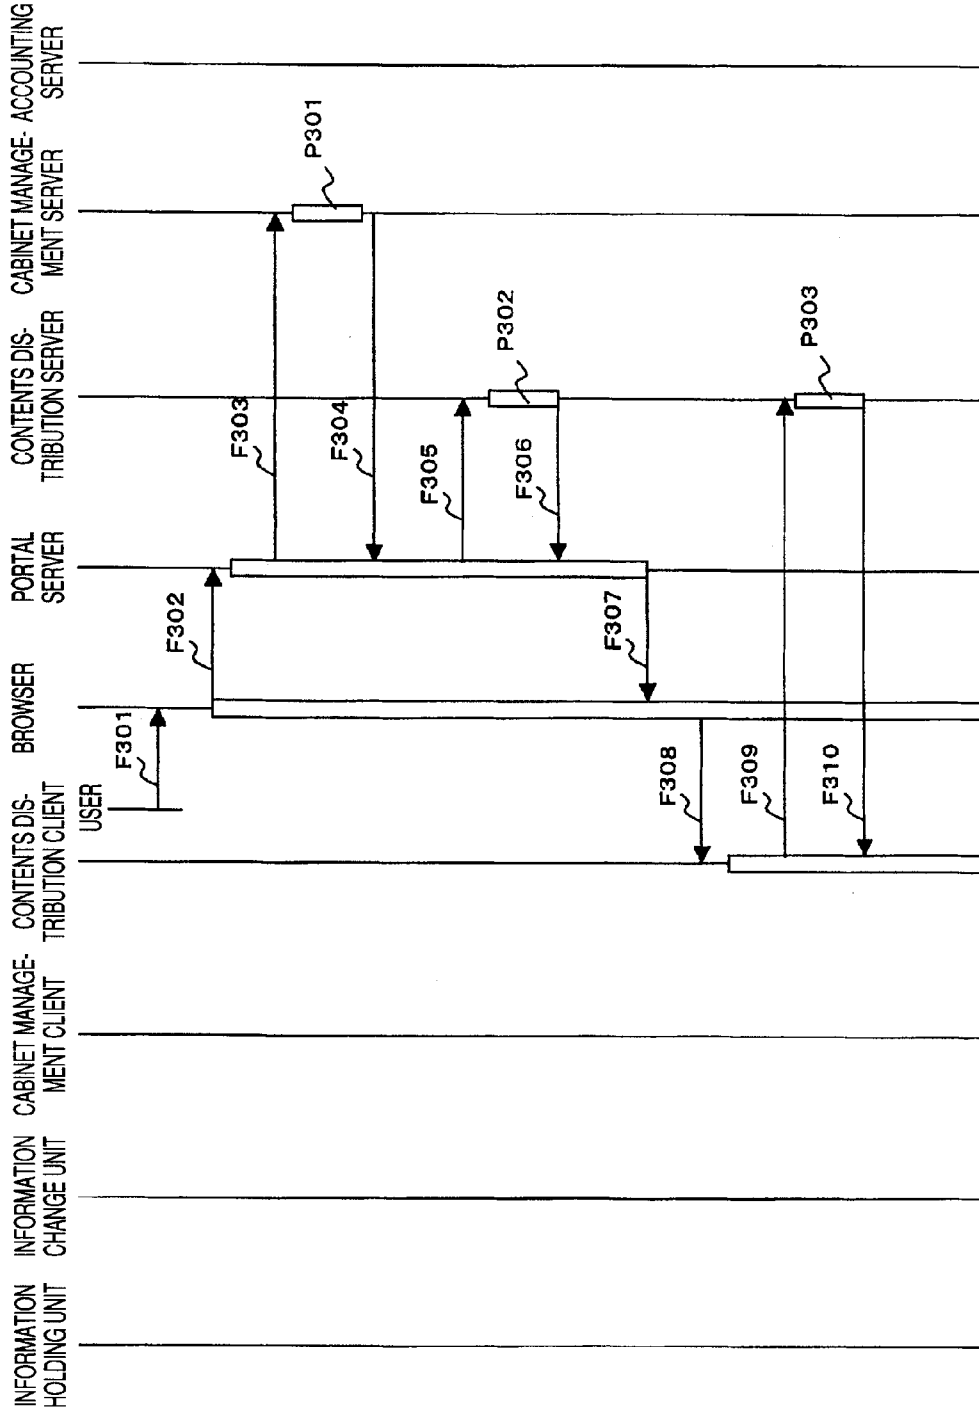 INFORMATION
HOLDING UNIT
INFORMATION
CHANGE UNIT
CABINET MANAGE-
MENT CLIENT
CONTENTS DIS-
TRIBUTION CLIENT
USER
BROWSER
PORTAL
SERVER
CONTENTS DIS-
TRIBUTION SERVER
CABINET MANAGE-
MENT SERVER
ACCOUNTING
SERVER
F301
F302
F303
P301
F304
F305
P302
F306
F307
F308
F309
P303
F310